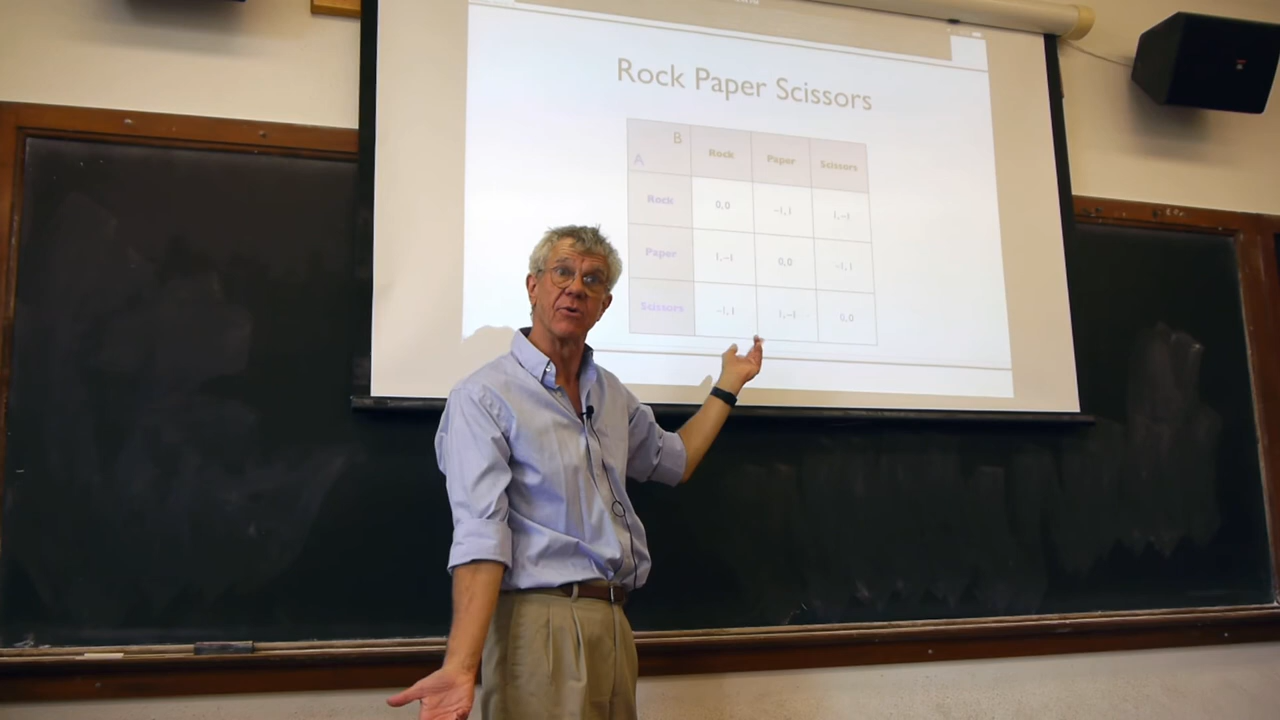 Rock Paper Scissors
B
A
Rock Paper Scissors
Rock 0,0 –1,1 1,–1
Paper 1,–1 0,0 –1,1
Scissors –1,1 1,–1 0,0